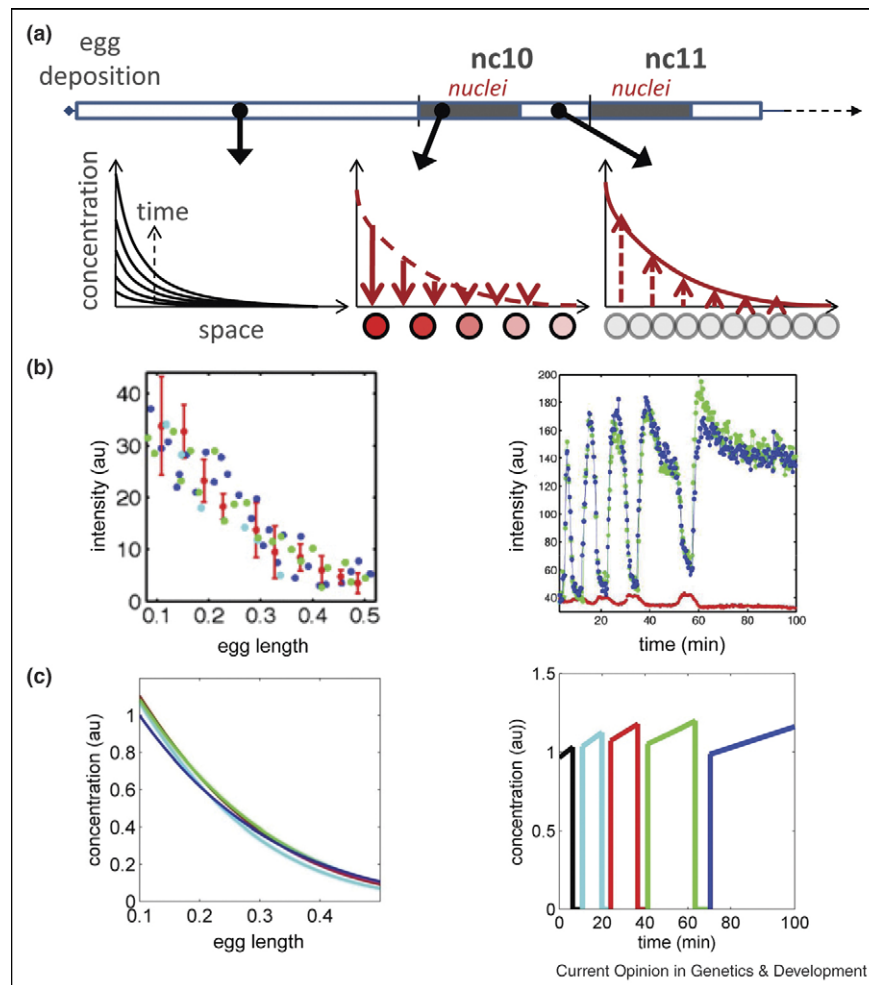 (a)
egg
deposition
nc10
nc11
nuclei
nuclei
concentration
time
space
(b)
intensity (au)
40
30
20
10
0
0.1 0.2 0.3 0.4 0.5
egg length
200
180
160
140
120
100
80
60
40
20 40 60 80 100
time (min)
(c)
concentration (au)
1
0.8
0.6
0.4
0.2
0
0.1 0.2 0.3 0.4
egg length
concentration (au))
1.5
1
0.5
0
0 20 40 60 80 100
time (min)
intensity (au)
Current Opinion in Genetics & Development